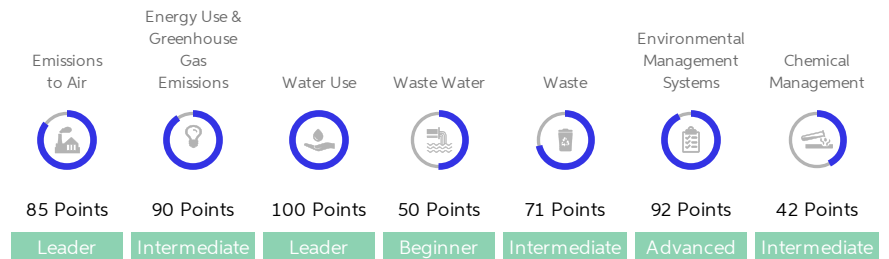 Emissions
to Air
Energy Use &
Greenhouse
Gas
Emissions
Water Use
Waste Water
Waste
Environmental
Management
Systems
Chemical
Management
85 Points
90 Points
100 Points
50 Points
71 Points
92 Points
42 Points
Leader
Intermediate
Leader
Beginner
Intermediate
Advanced
Intermediate